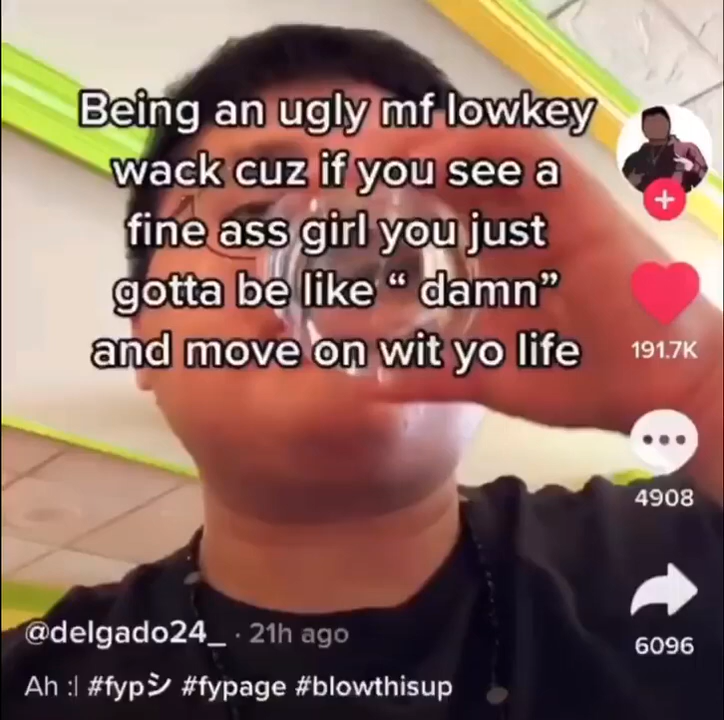 Being an ugly mf lowkey
wack cuz if you see a
fine ass girl you just
gotta be like “ damn”
and move on wit yo life
191.7K
4908
6096
@delgado24_ · 21h ago
Ah :| #fypシ #fypage #blowthisup